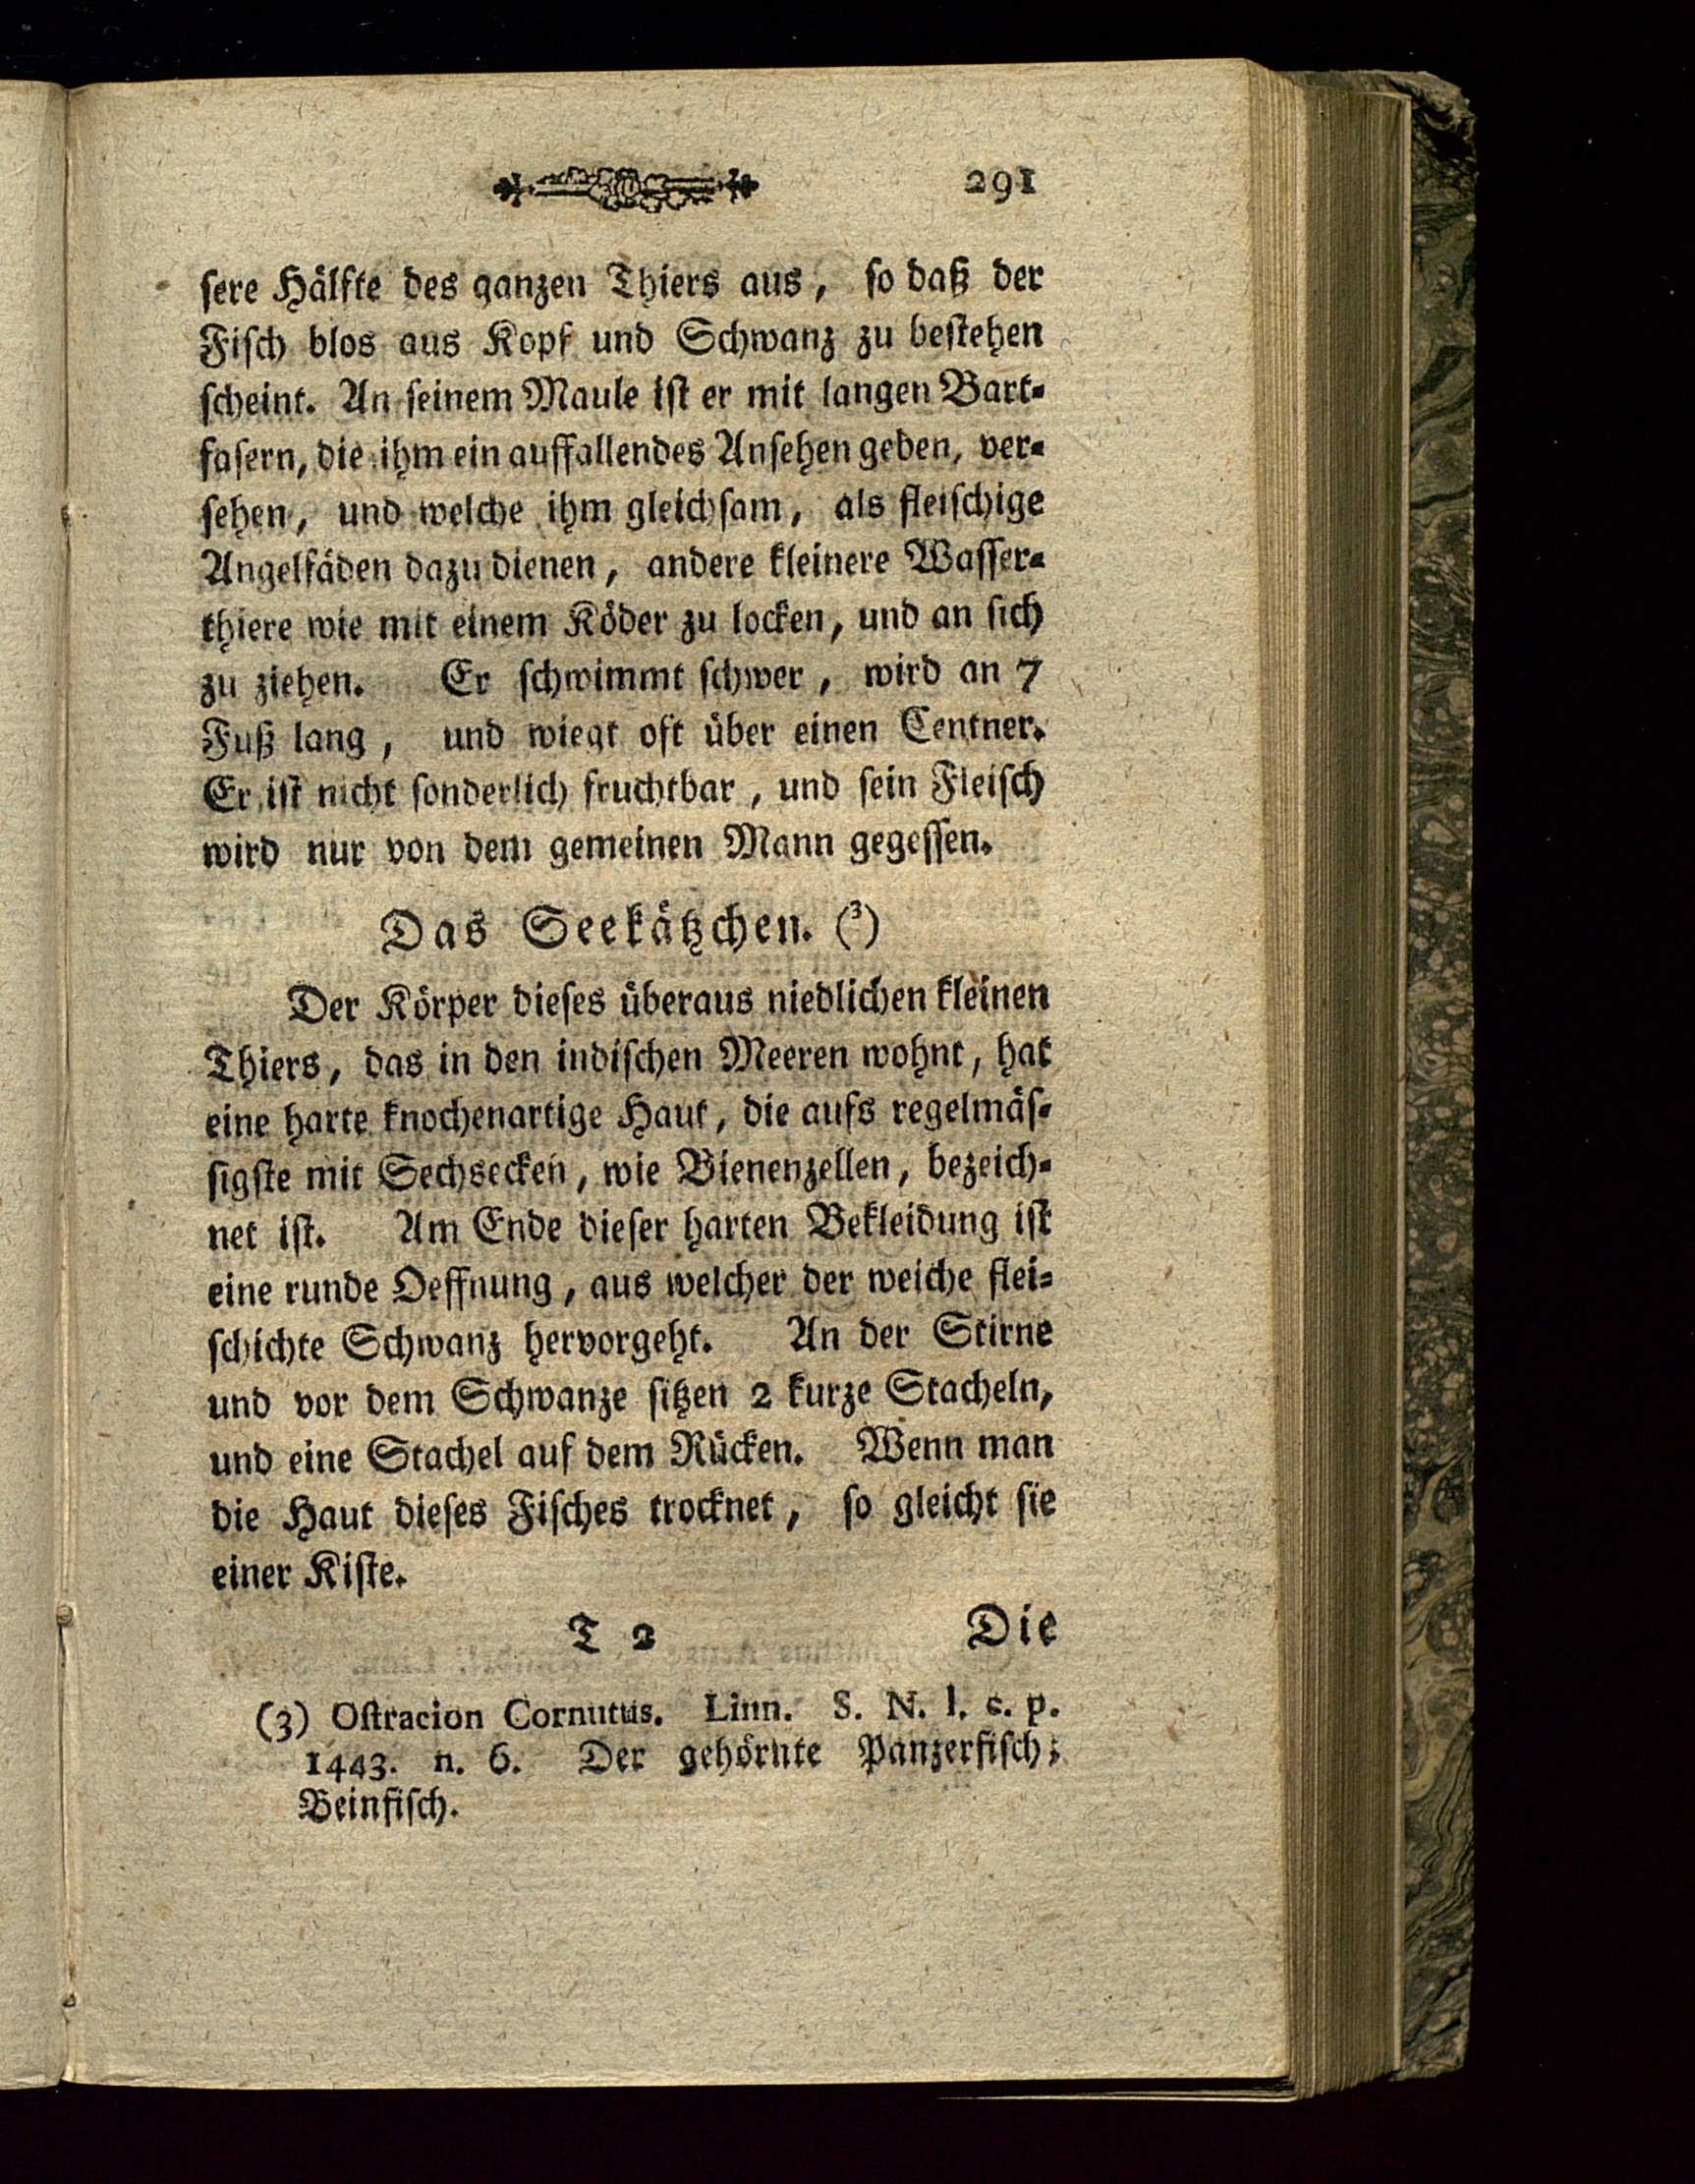 291
sere Hälfte des ganzen Thiers aus, so daß der
Fisch blos aus Kopf und Schwanz zu bestehen
scheint. An seinem Maule ist er mit langen Bart-
fasern, die ihm ein auffallendes Ansehen geben, ver-
sehen, und welche ihm gleichsam, als fleischige
Angelfäden dazu dienen, andere kleinere Wasser-
thiere wie mit einem Köder zu locken, und an sich
zu ziehen. Er schwimmt schwer, wird an 7
Fuß lang, und wiegt oft über einen Centner.
Er ist nicht sonderlich fruchtbar, und sein Fleisch
wird nur von dem gemeinen Mann gegessen.
Das Seekätzchen. (3)
Der Körper dieses überaus niedlichen kleinen
Thiers, das in den indischen Meeren wohnt, hat
eine harte knochenartige Haut, die aufs regelmäs-
sigste mit Sechsecken, wie Bienenzellen, bezeich-
net ist. Am Ende dieser harten Bekleidung ist
eine runde Oeffnung, aus welcher der weiche flei-
schichte Schwanz hervorgeht. An der Stirne
und vor dem Schwanze sitzen 2 kurze Stacheln,
und eine Stachel auf dem Rücken. Wenn man
die Haut dieses Fisches trocknet, so gleicht sie
einer Kiste.
T 2 Die
(3) Ostracion Cornutus. Linn. S. N. l. c. p.
1443. n. 6. Der gehörnte Panzerfisch;
Beinfisch.